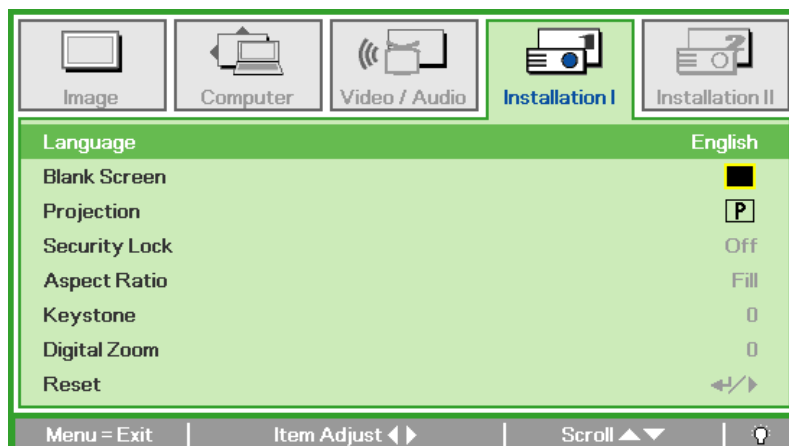 Image Computer Video / Audio Installation I Installation II
Language English
Blank Screen
Projection P
Security Lock Off
Aspect Ratio Fill
Keystone 0
Digital Zoom 0
Reset
Menu = Exit Item Adjust Scroll